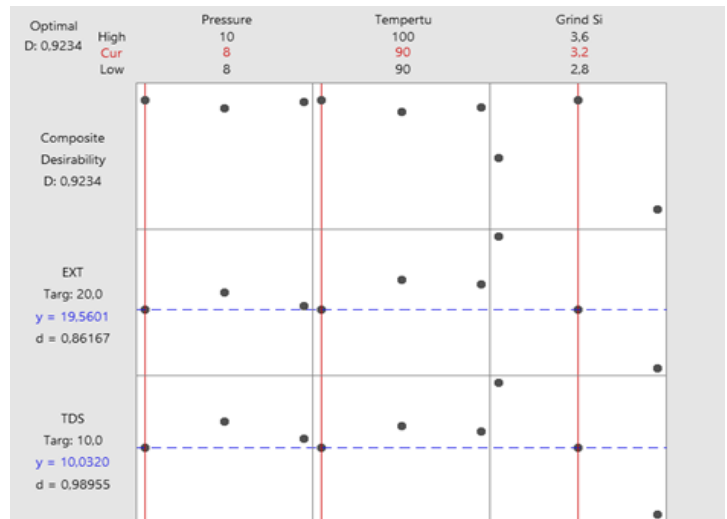 Optimal
D: 0,9234
High
Cur
Low
Pressure
10
8
8
Tempertu
100
90
90
Grind Si
3,6
3,2
2,8
Composite
Desirability
D: 0,9234
EXT
Targ: 20,0
y = 19,5601
d = 0,86167
TDS
Targ: 10,0
y = 10,0320
d = 0,98955